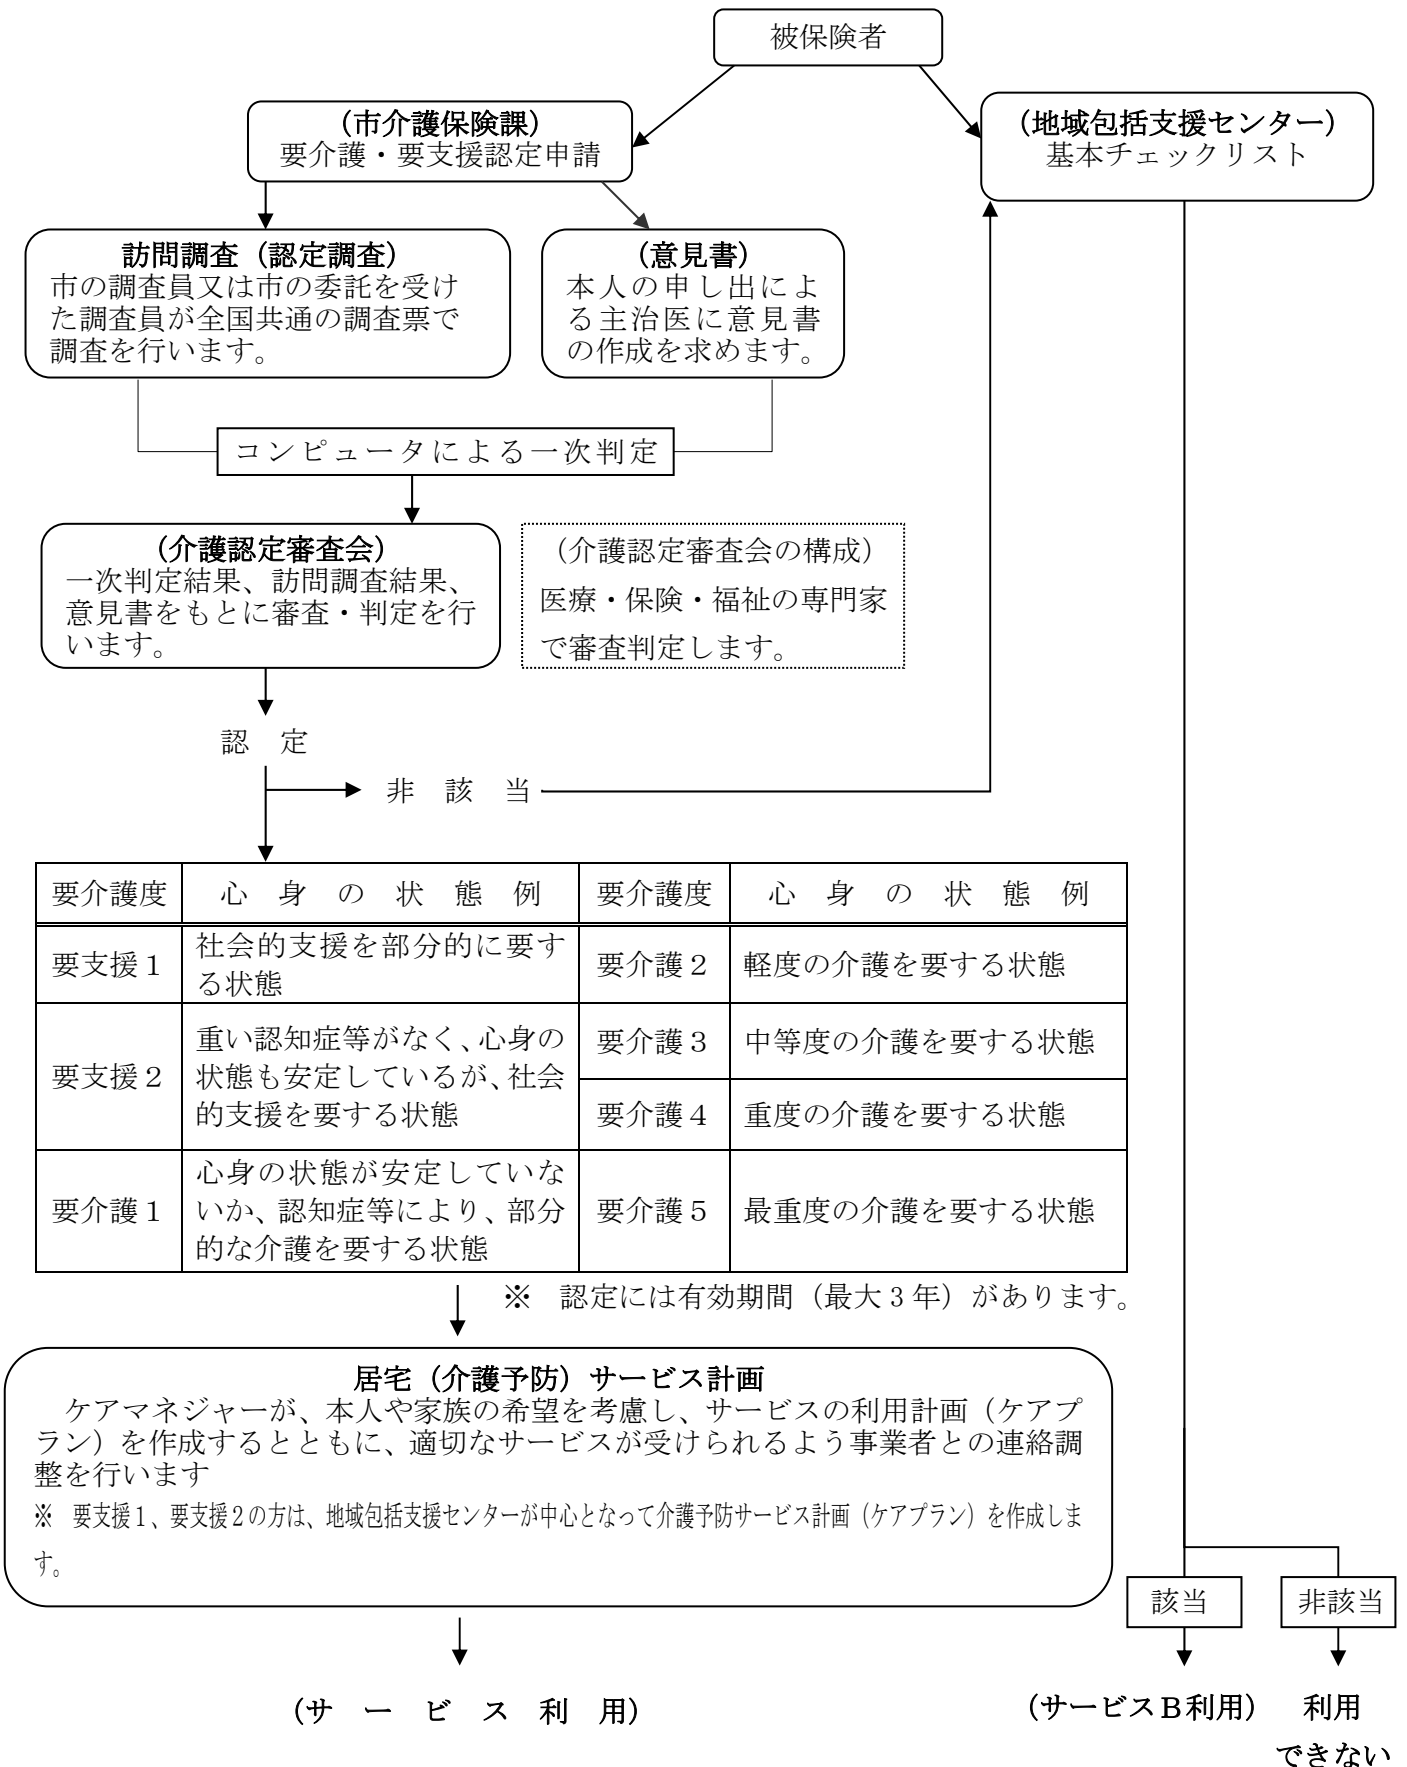 被保険者
(市介護保険課)
要介護・要支援認定申請
(地域包括支援センター)
基本チェックリスト
訪問調査(認定調査)
市の調査員又は市の委託を受け
た調査員が全国共通の調査票で
調査を行います。
(意見書)
本人の申し出によ
る主治医に意見書
の作成を求めます。
コンピュータによる一次判定
(介護認定審査会)
一次判定結果、訪問調査結果、
意見書をもとに審査・判定を行
います。
(介護認定審査会の構成)
医療・保険・福祉の専門家
で審査判定します。
認 定
非 該 当
要介護度 心 身 の 状 態 例 要介護度 心 身 の 状 態 例
要支援1
社会的支援を部分的に要す
る状態
要介護2 軽度の介護を要する状態
要支援2
重い認知症等がなく、心身の
状態も安定しているが、社会
的支援を要する状態
要介護3 中等度の介護を要する状態
要介護4 重度の介護を要する状態
要介護1
心身の状態が安定していな
いか、認知症等により、部分
的な介護を要する状態
要介護5 最重度の介護を要する状態
※ 認定には有効期間(最大3年)があります。
居宅(介護予防)サービス計画
ケアマネジャーが、本人や家族の希望を考慮し、サービスの利用計画(ケアプ
ラン)を作成するとともに、適切なサービスが受けられるよう事業者との連絡調
整を行います
※ 要支援1、要支援2の方は、地域包括支援センターが中心となって介護予防サービス計画(ケアプラン)を作成しま
す。
該当
非該当
(サ ー ビ ス 利 用)
(サービスB利用)
利用
できない